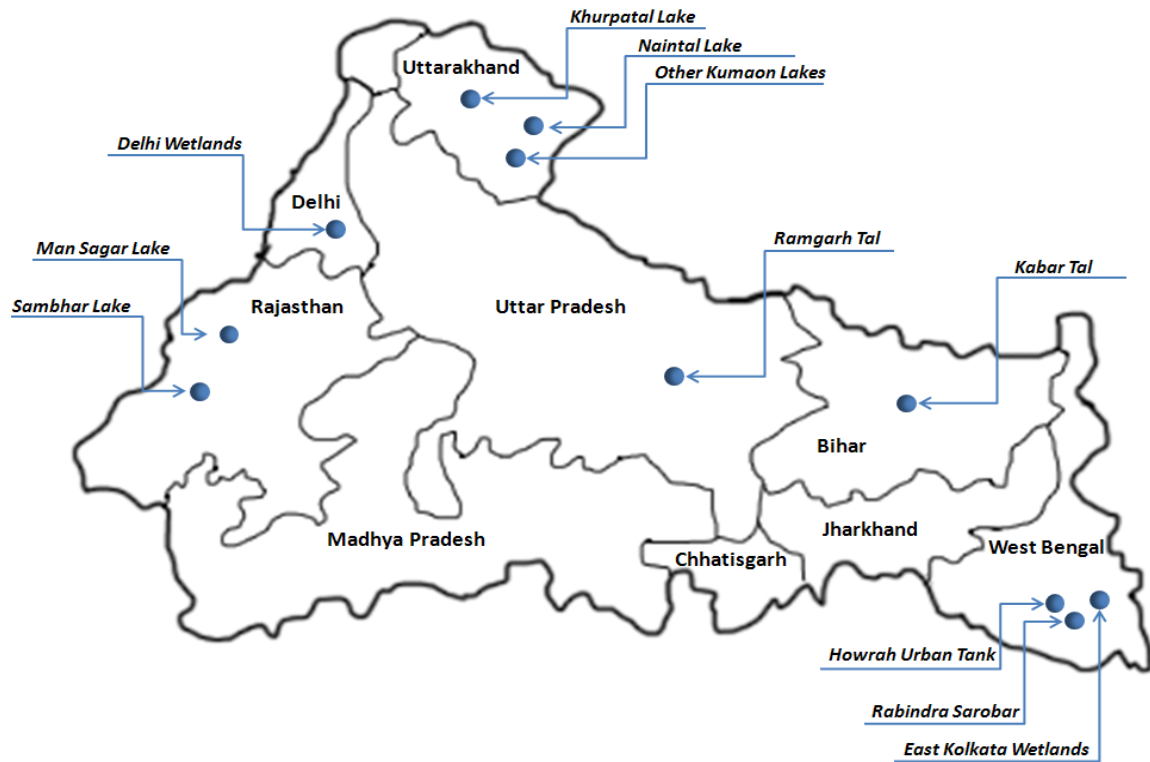 Khurpatal Lake
Naintal Lake
Uttarakhand
Other Kumaon Lakes
Delhi Wetlands
Delhi
Man Sagar Lake
Ramgarh Tal
Kabar Tal
Sambhar Lake
Rajasthan
Uttar Pradesh
Bihar
Jharkhand
Madhya Pradesh
West Bengal
Chhatisgarh
Howrah Urban Tank
Rabindra Sarobar
East Kolkata Wetlands